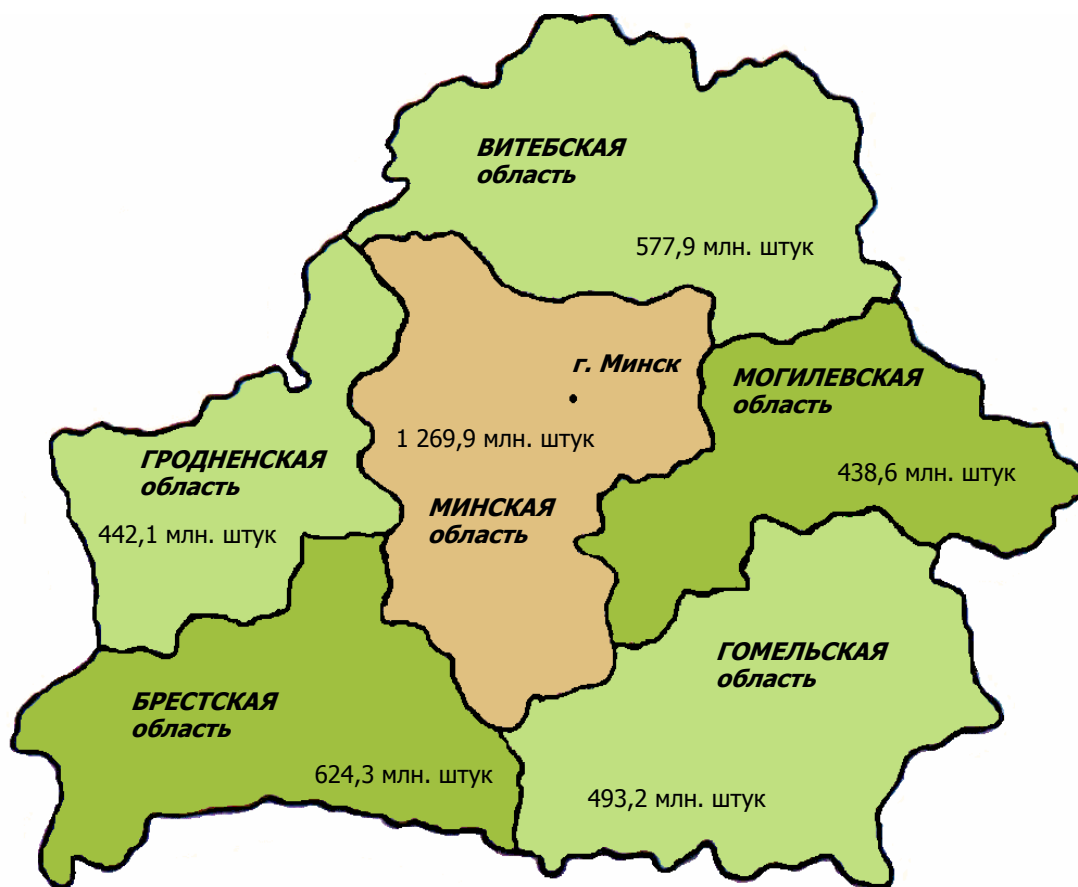 ВИТЕБСКАЯ
область
577,9 млн. штук
г. Минск
МОГИЛЕВСКАЯ
область
1 269,9 млн. штук
ГРОДНЕНСКАЯ
область
438,6 млн. штук
МИНСКАЯ
область
442,1 млн. штук
ГОМЕЛЬСКАЯ
область
БРЕСТСКАЯ
область
624,3 млн. штук
493,2 млн. штук